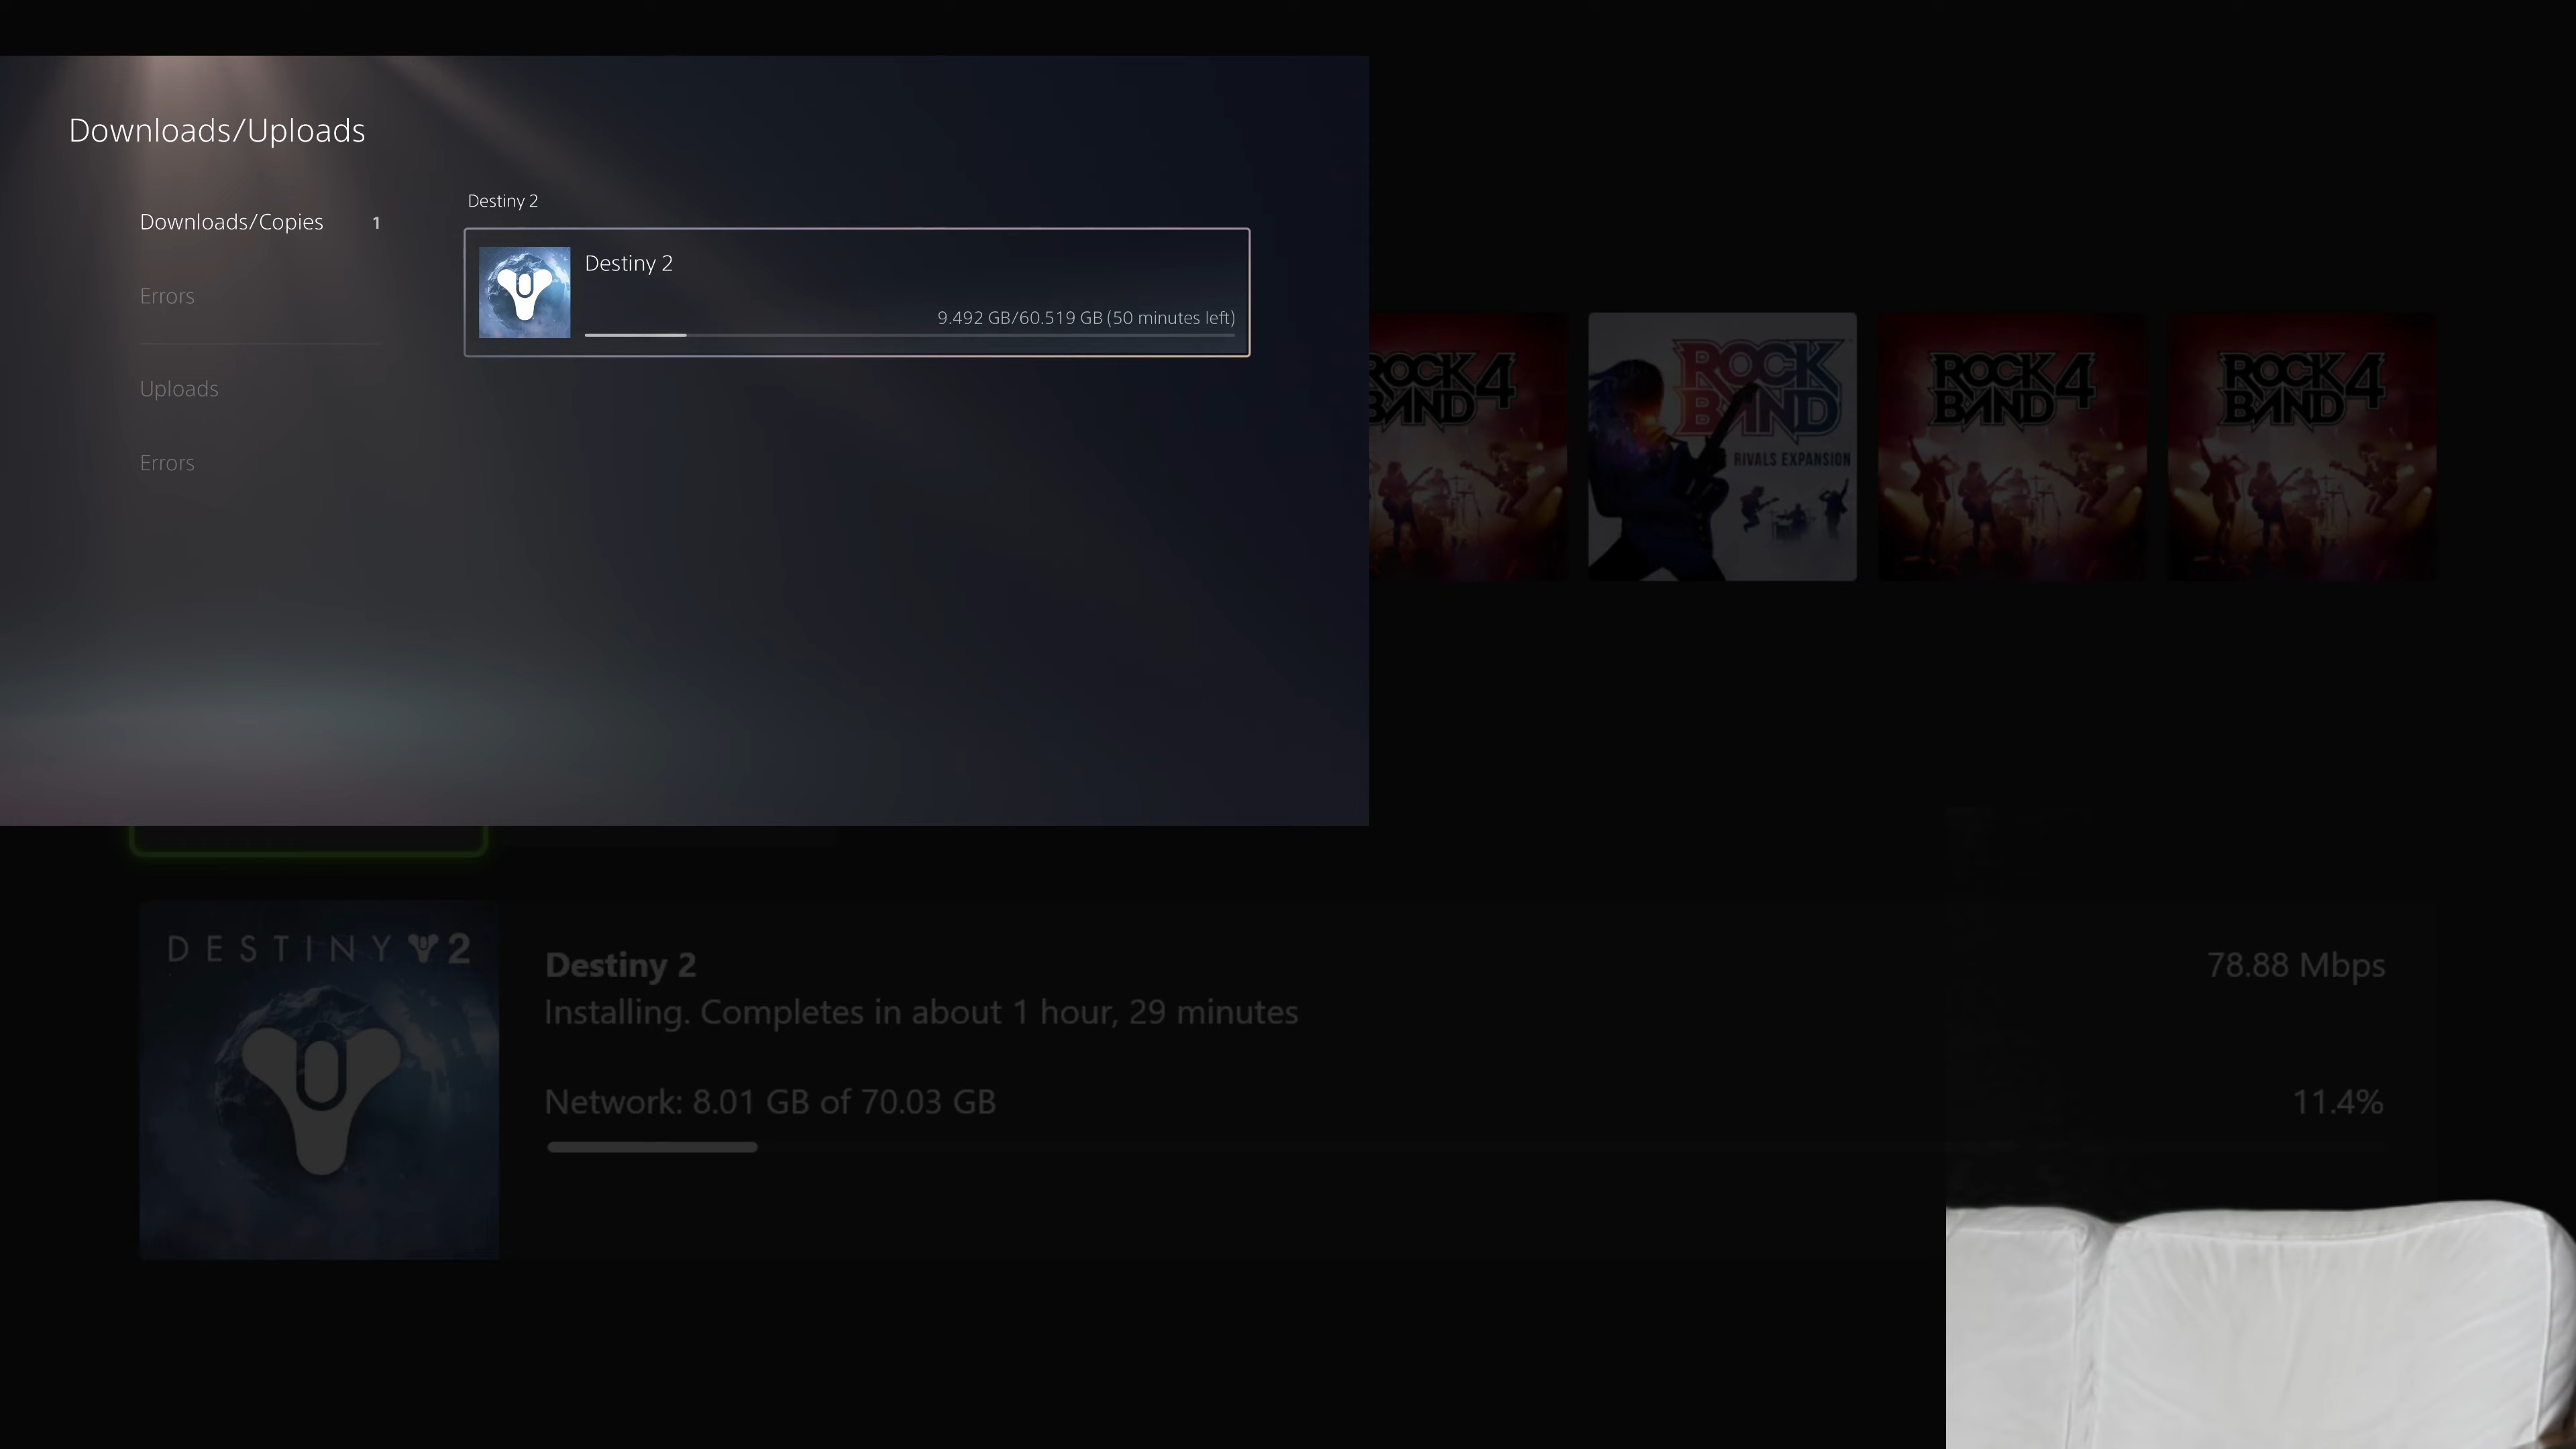 Downloads/Uploads
Downloads/Copies 1
Errors
Uploads
Errors
Destiny 2
Destiny 2
9.492 GB/60.519 GB (50 minutes left)
ROCK
BAND 4
ROCK
BAND
RIVALS EXPANSION
ROCK
BAND 4
ROCK
BAND 4
DESTINY 2
Destiny 2
78.88 Mbps
Installing. Completes in about 1 hour, 29 minutes
Network: 8.01 GB of 70.03 GB
11.4%